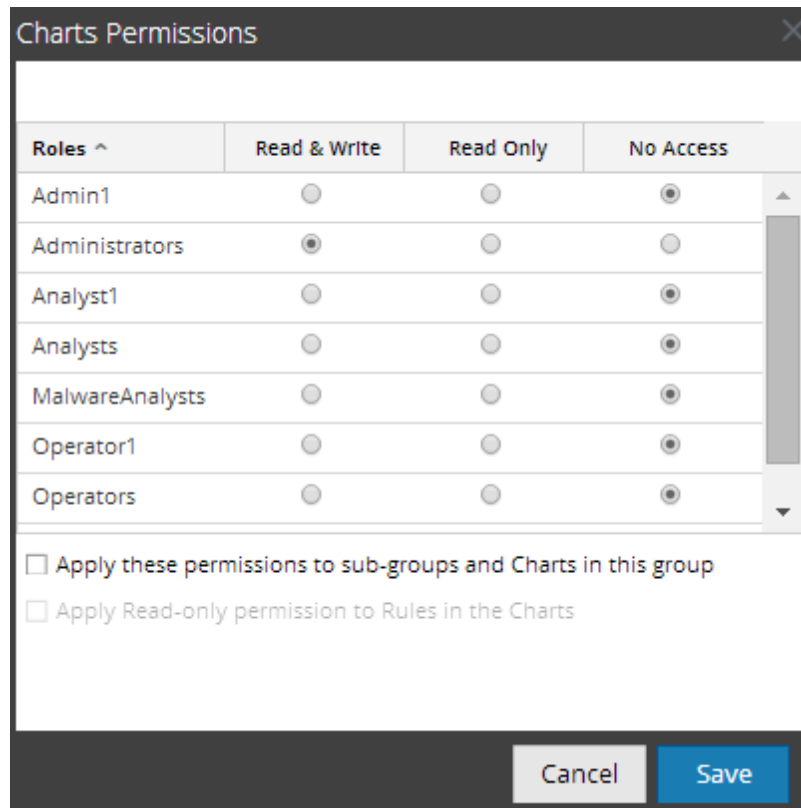 Charts Permissions
Roles Read & Write Read Only No Access
Admin1
Administrators
Analyst1
Analysts
MalwareAnalysts
Operator1
Operators
Apply these permissions to sub-groups and Charts in this group
Apply Read-only permission to Rules in the Charts
Cancel Save